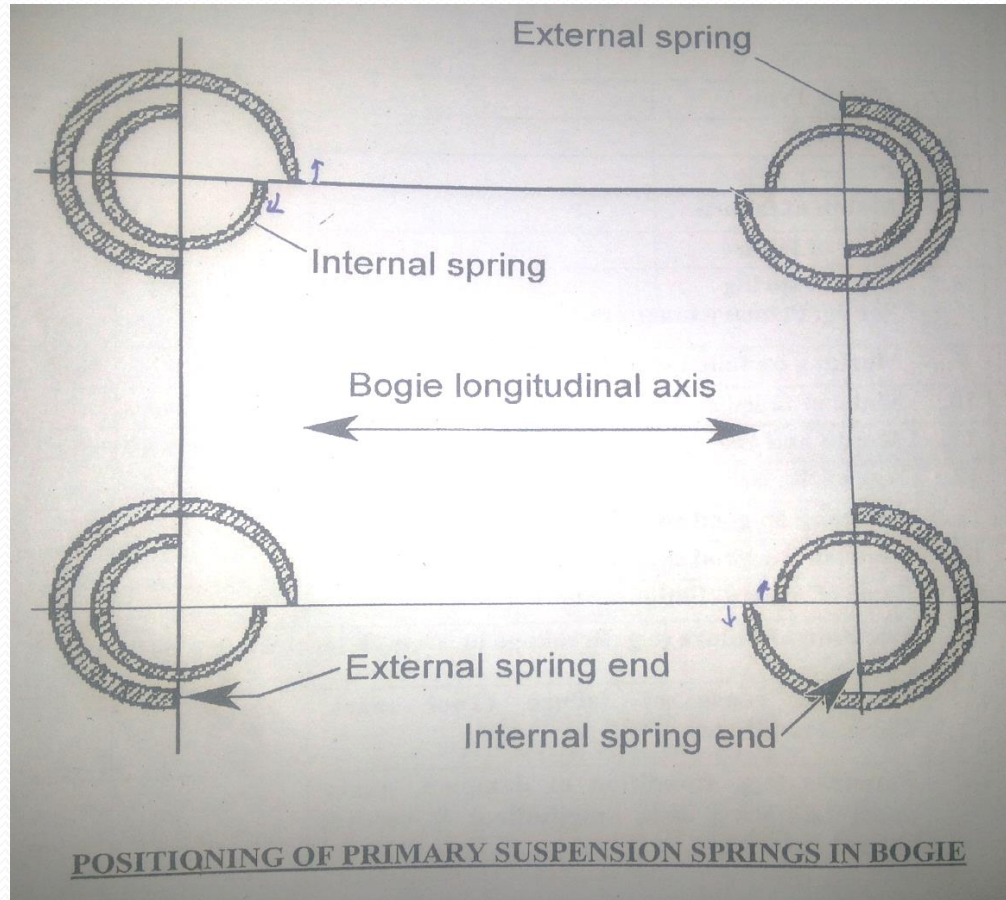 External spring
Internal spring
Bogie longitudinal axis
External spring end
Internal spring end
POSITIONING OF PRIMARY SUSPENSION SPRINGS IN BOGIE